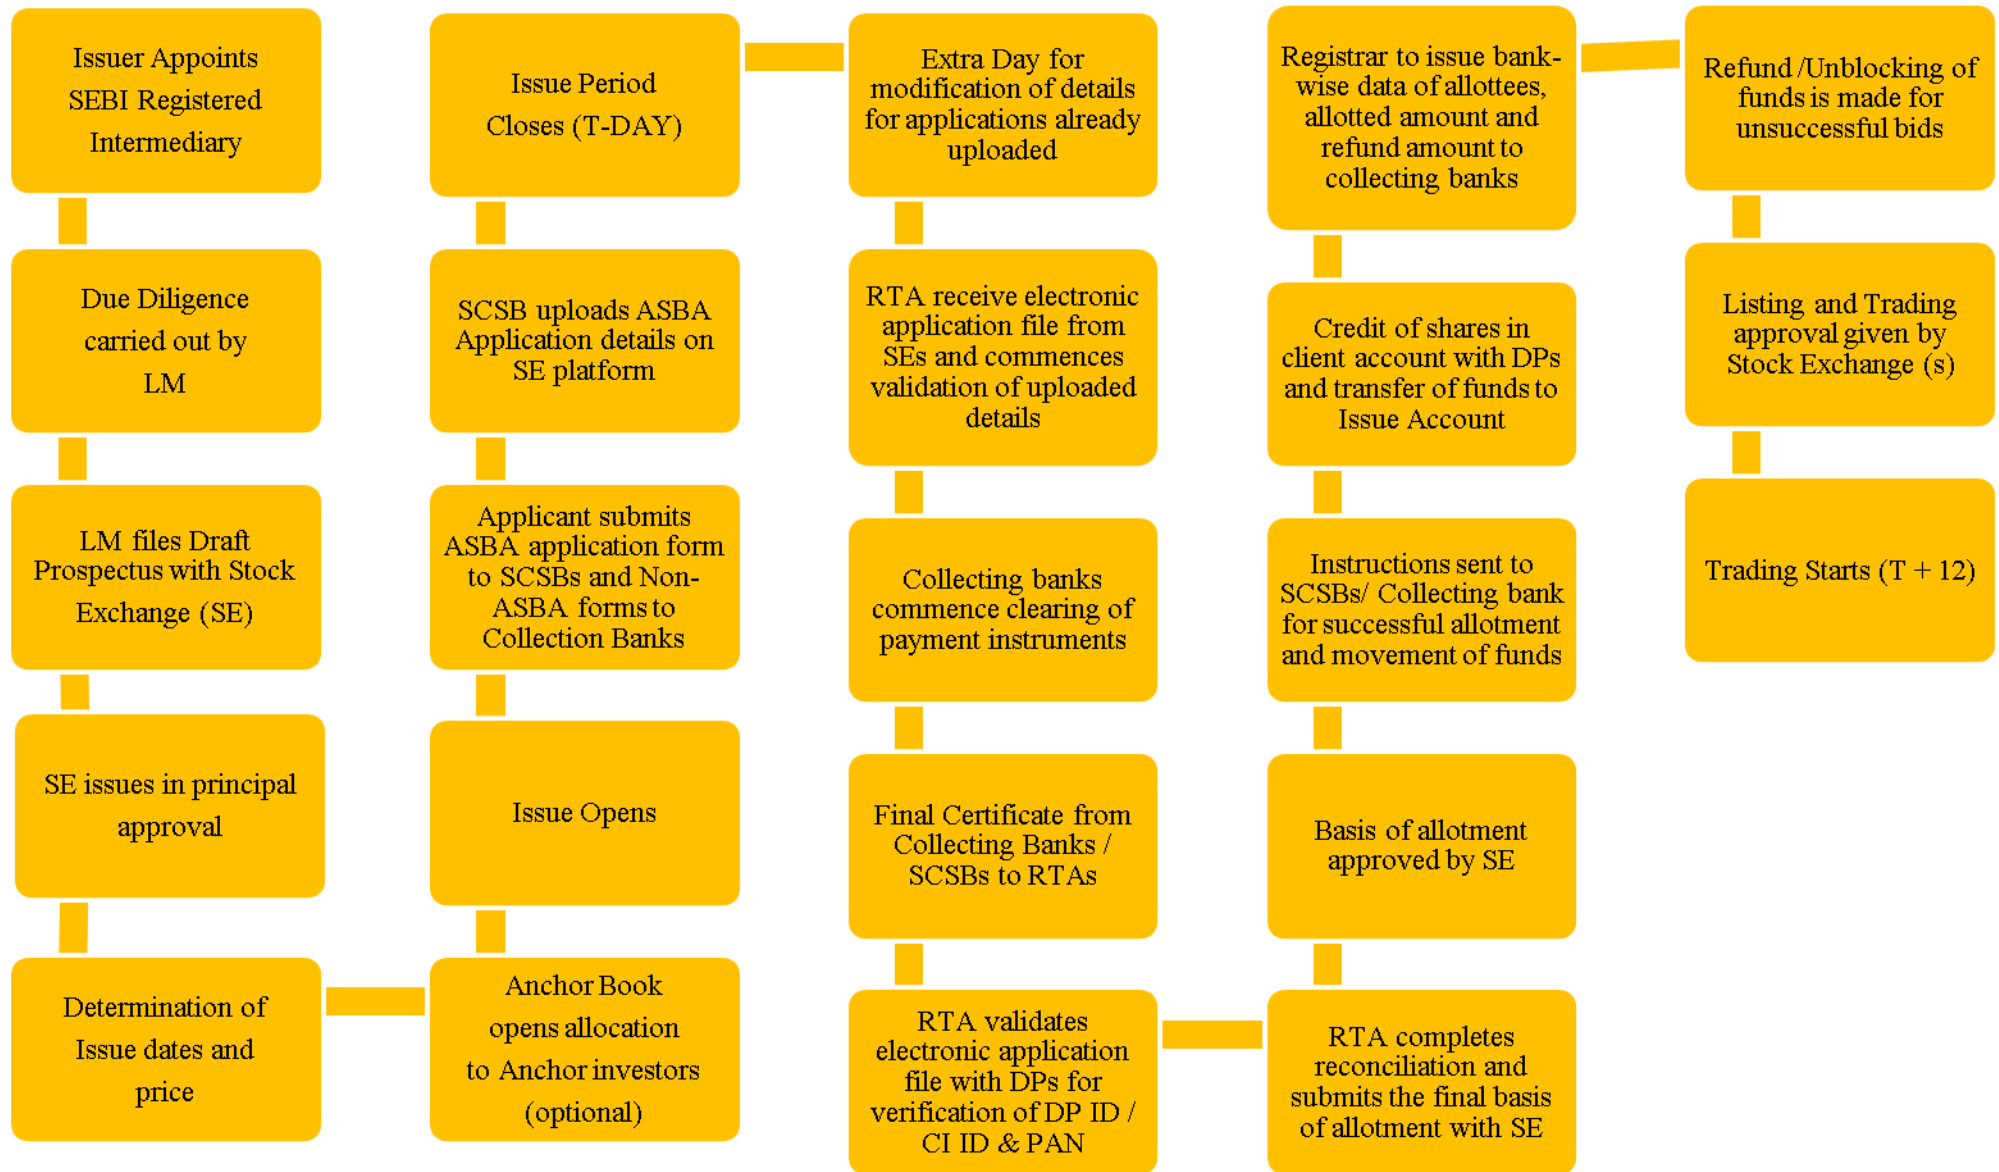 Issuer Appoints
SEBI Registered
Intermediary
Due Diligence
carried out by
LM
LM files Draft
Prospectus with Stock
Exchange (SE)
SE issues in principal
approval
Determination of
Issue dates and
price
Anchor Book
opens allocation
to Anchor investors
(optional)
Issue Opens
Applicant submits
ASBA application form
to SCSBs and Non-
ASBA forms to
Collection Banks
SCSB uploads ASBA
Application details on
SE platform
Issue Period
Closes (T-DAY)
Extra Day for
modification of details
for applications already
uploaded
RTA receive electronic
application file from
SEs and commences
validation of uploaded
details
Collecting banks
commence clearing of
payment instruments
Final Certificate from
Collecting Banks /
SCSBs to RTAs
RTA validates
electronic application
file with DPs for
verification of DP ID /
CI ID & PAN
RTA completes
reconciliation and
submits the final basis
of allotment with SE
Basis of allotment
approved by SE
Instructions sent to
SCSBs/ Collecting bank
for successful allotment
and movement of funds
Credit of shares in
client account with DPs
and transfer of funds to
Issue Account
Registrar to issue bank-
wise data of allottees,
allotted amount and
refund amount to
collecting banks
Refund /Unblocking of
funds is made for
unsuccessful bids
Listing and Trading
approval given by
Stock Exchange (s)
Trading Starts (T + 12)